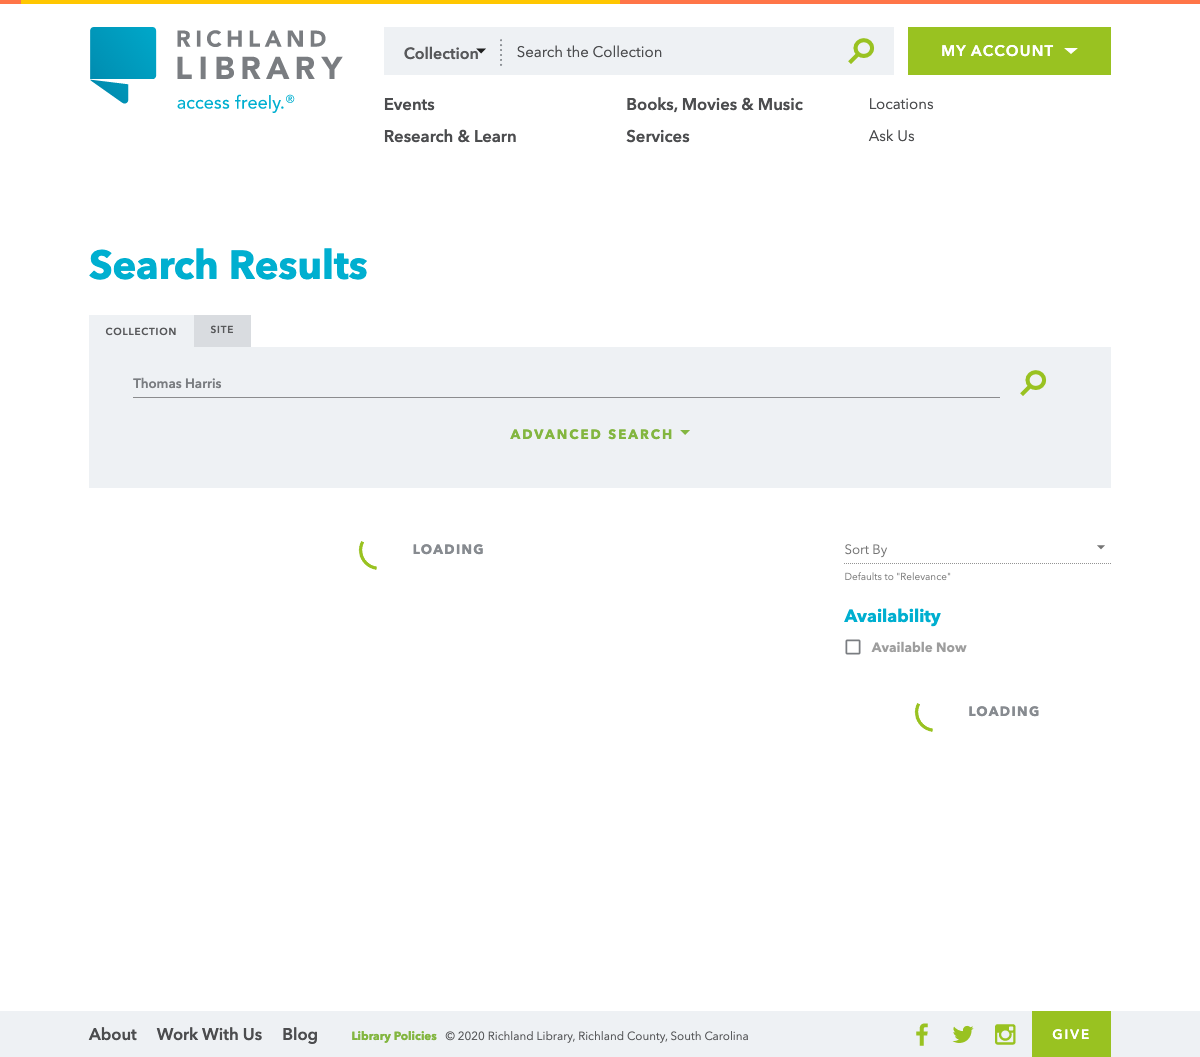 RICHLAND
LIBRARY
access freely.®
Collection
Search the Collection
MY ACCOUNT
Events
Books, Movies & Music
Locations
Research & Learn
Services
Ask Us
Search Results
COLLECTION
SITE
Thomas Harris
ADVANCED SEARCH
LOADING
Sort By
Defaults to "Relevance"
Availability
Available Now
LOADING
About
Work With Us
Blog
Library Policies
© 2020 Richland Library, Richland County, South Carolina
GIVE